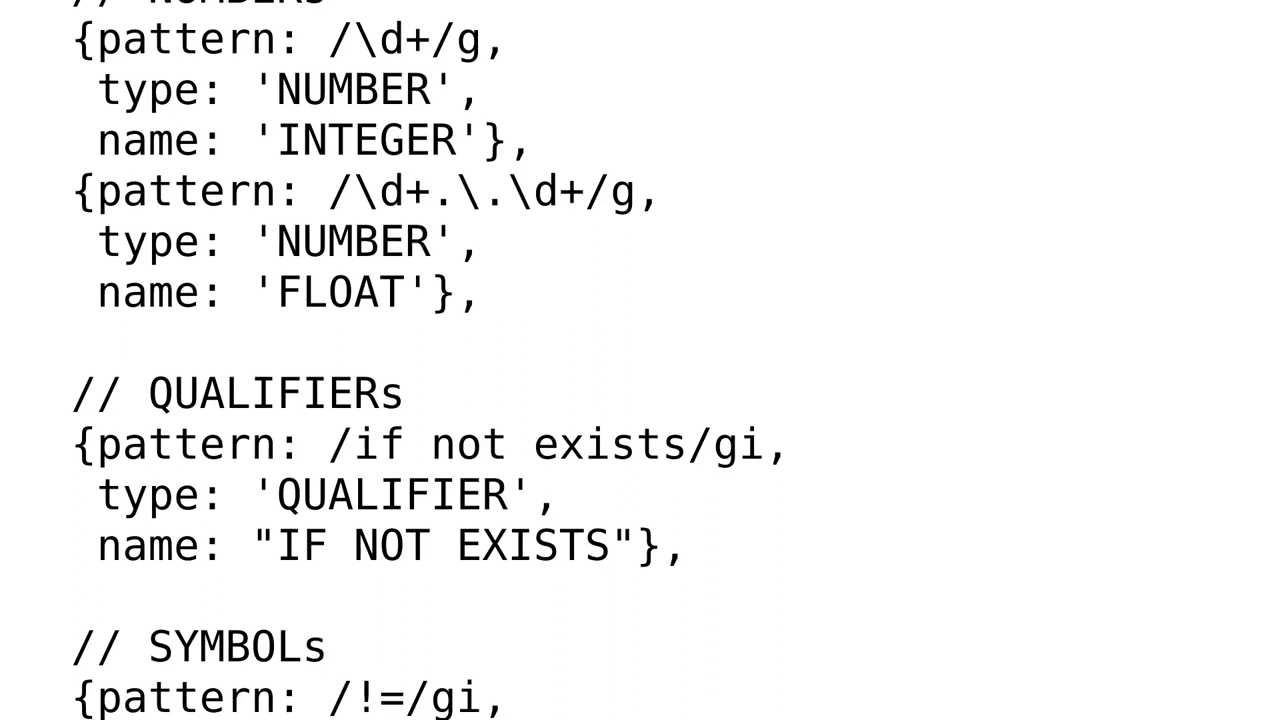 // NUMBERs
{pattern: /\d+/g,
 type: 'NUMBER',
 name: 'INTEGER'},
{pattern: /\d+.\.\d+/g,
 type: 'NUMBER',
 name: 'FLOAT'},
// QUALIFIERs
{pattern: /if not exists/gi,
 type: 'QUALIFIER',
 name: "IF NOT EXISTS"},
// SYMBOLs
{pattern: /!=/gi,